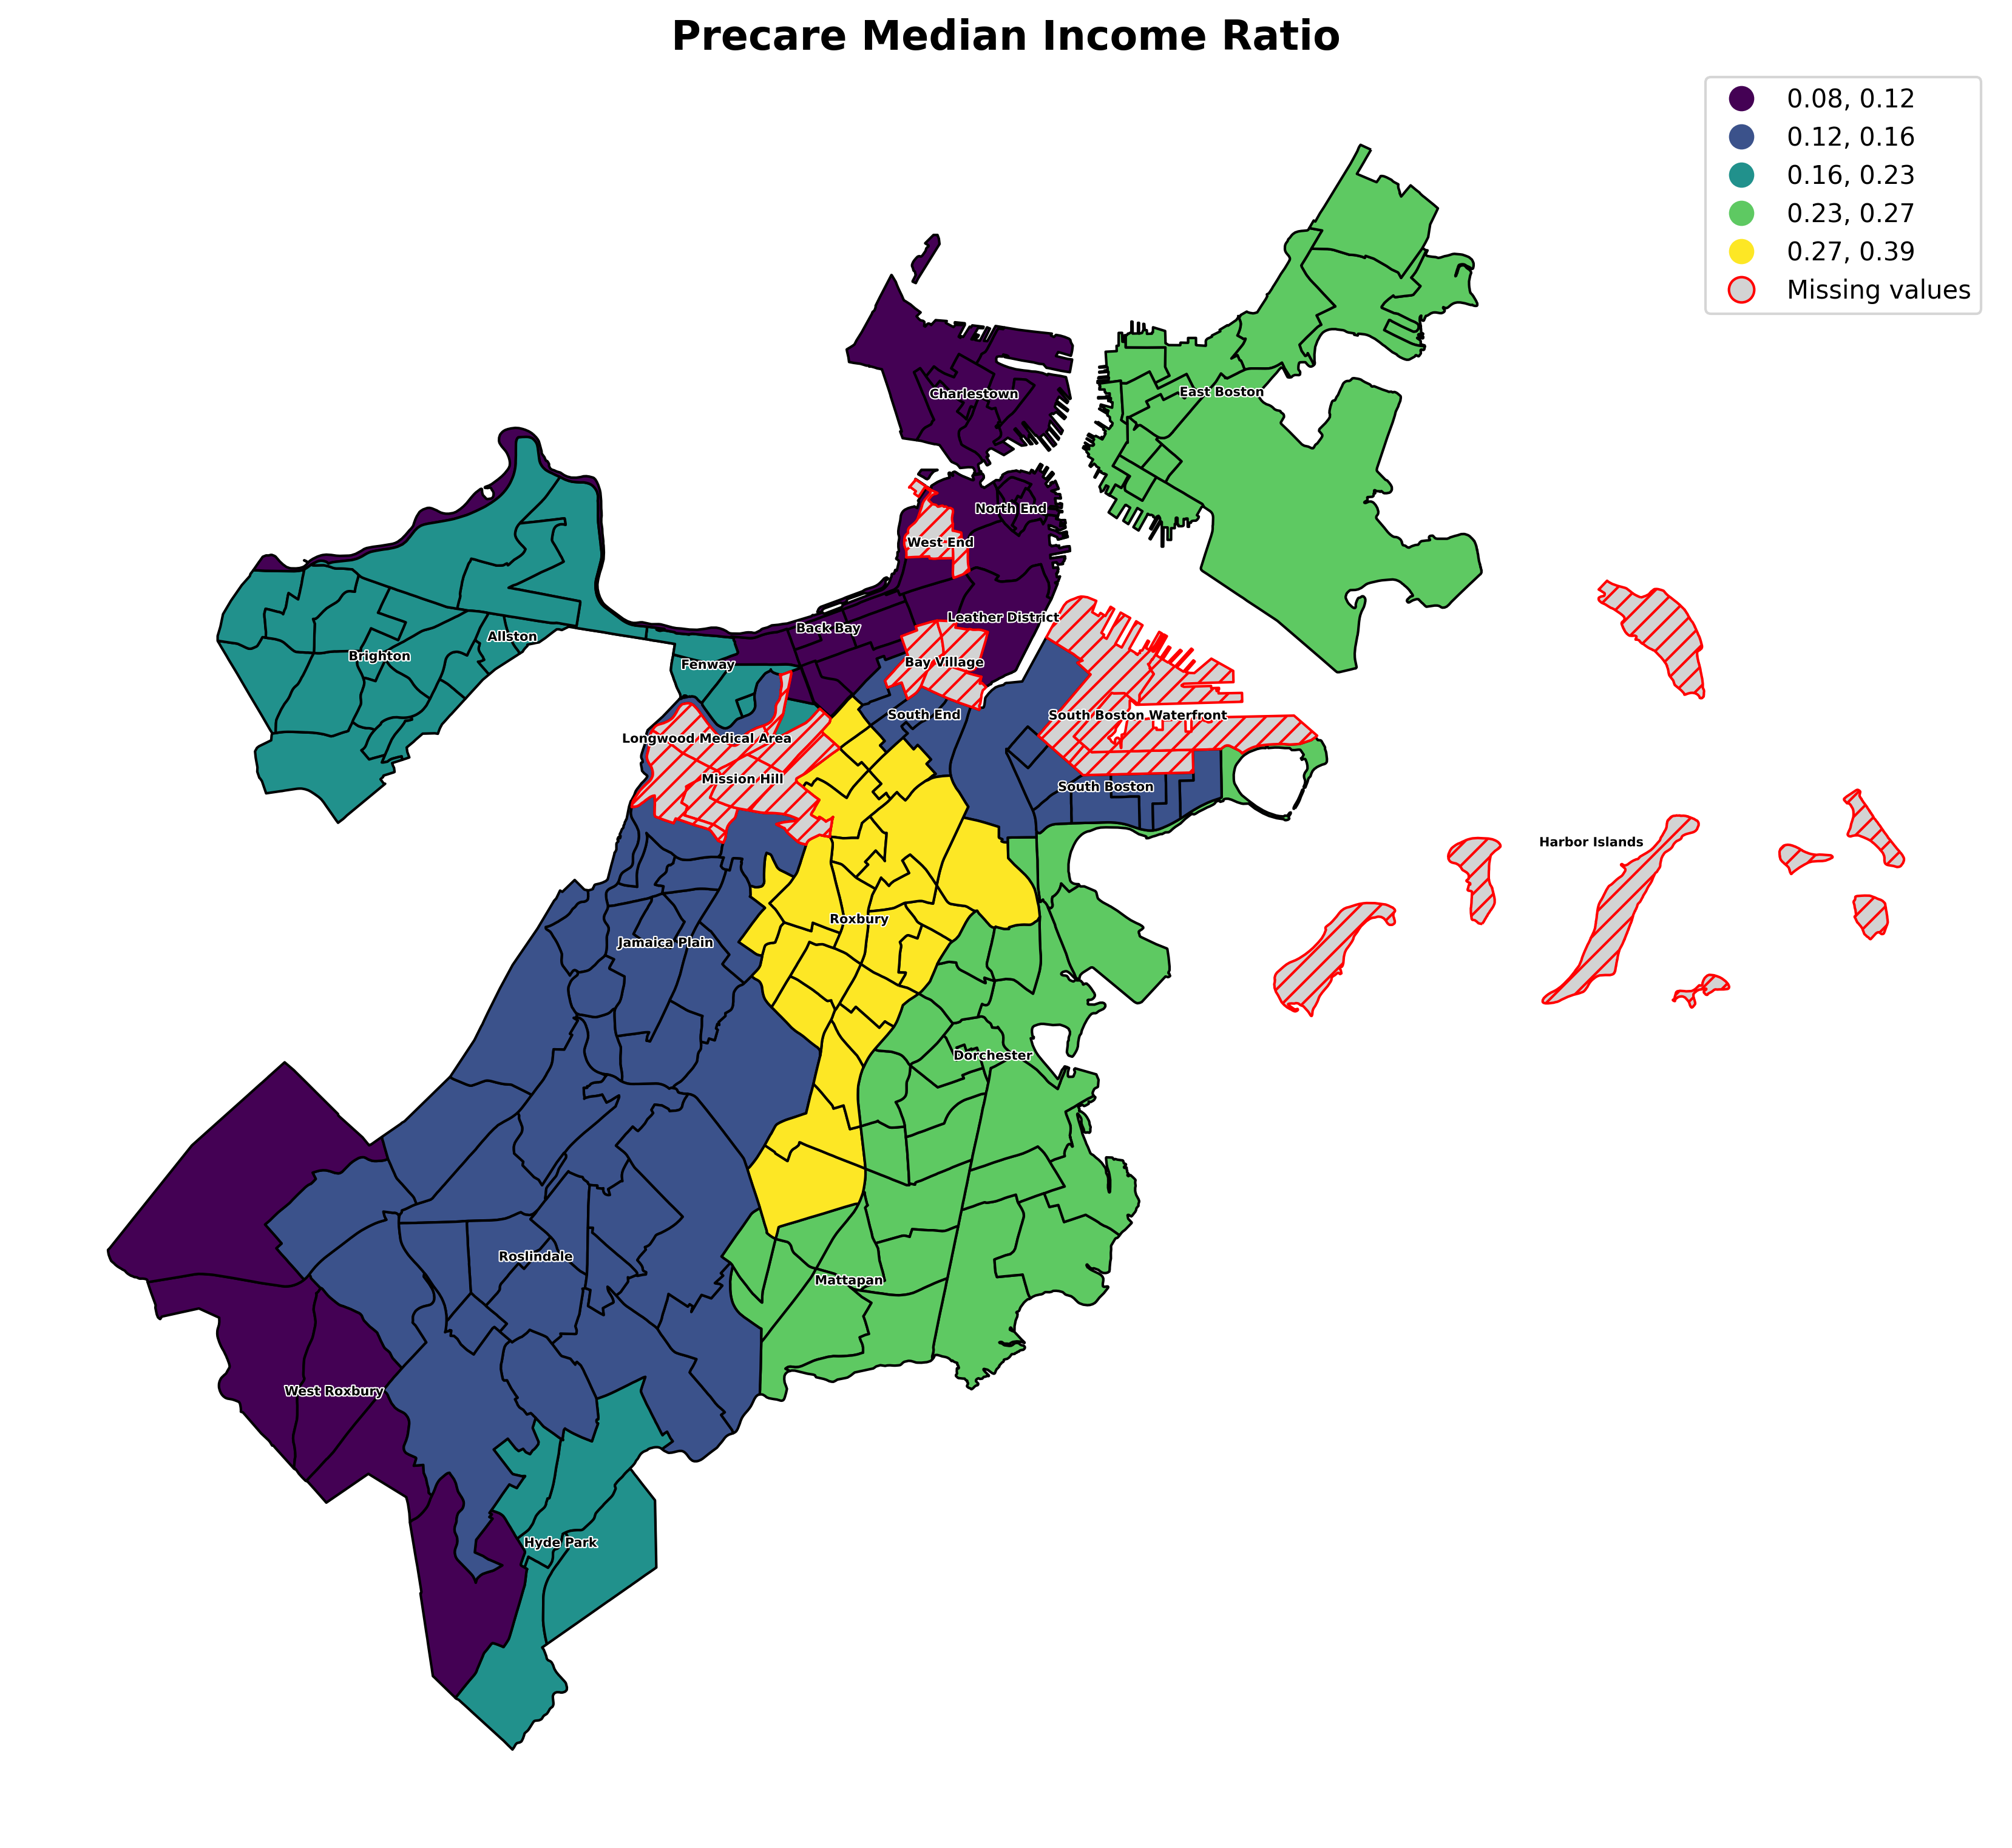 Precare Median Income Ratio
0.08, 0.12
0.12, 0.16
0.16, 0.23
0.23, 0.27
0.27, 0.39
Missing values
East Boston
Charlestown
North End
West End
Leather District
Back Bay
Allston
Brighton
Bay Village
Fenway
South End
South Boston Waterfront
Longwood Medical Area
Mission Hill
South Boston
Harbor Islands
Roxbury
Jamaica Plain
Dorchester
Roslindale
Mattapan
West Roxbury
Hyde Park